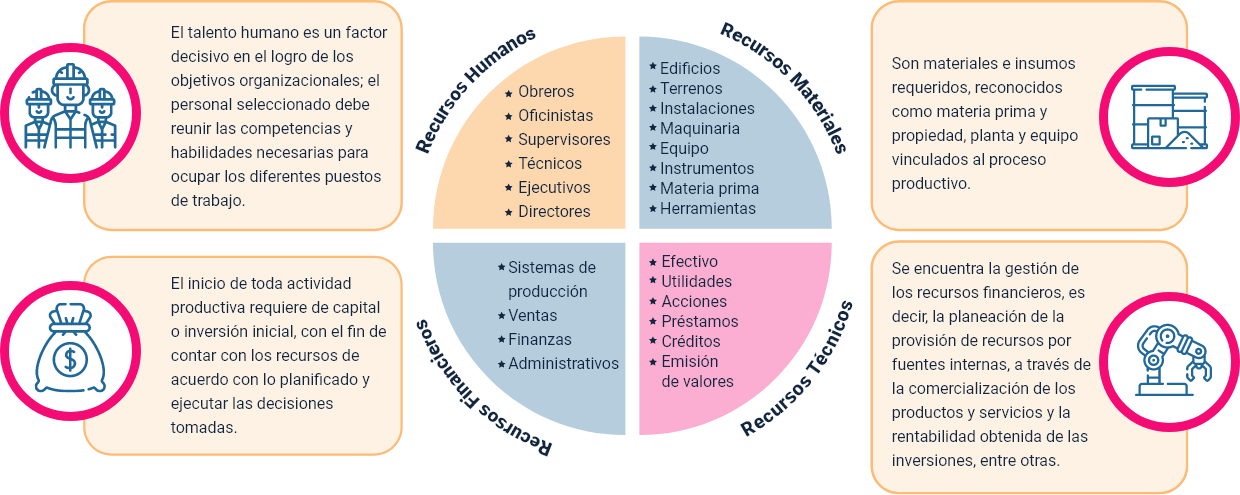 El talento humano es un factor
decisivo en el logro de los
objetivos organizacionales; el
personal seleccionado debe
reunir las competencias y
habilidades necesarias para
ocupar los diferentes puestos
de trabajo.
Recursos Humanos
Obreros
Oficinistas
Supervisores
Técnicos
Ejecutivos
Directores
Recursos Materiales
Edificios
Terrenos
Instalaciones
Maquinaria
Equipo
Instrumentos
Materia prima
Herramientas
Son materiales e insumos
requeridos, reconocidos
como materia prima y
propiedad, planta y equipo
vinculados al proceso
productivo.
El inicio de toda actividad
productiva requiere de capital
o inversión inicial, con el fin de
contar con los recursos de
acuerdo con lo planificado y
ejecutar las decisiones
tomadas.
$
Recursos Financieros
Sistemas de
producción
Ventas
Finanzas
Administrativos
Recursos Técnicos
Efectivo
Utilidades
Acciones
Préstamos
Créditos
Emisión
de valores
Se encuentra la gestión de
los recursos financieros, es
decir, la planeación de la
provisión de recursos por
fuentes internas, a través de
la comercialización de los
productos y servicios y la
rentabilidad obtenida de las
inversiones, entre otras.